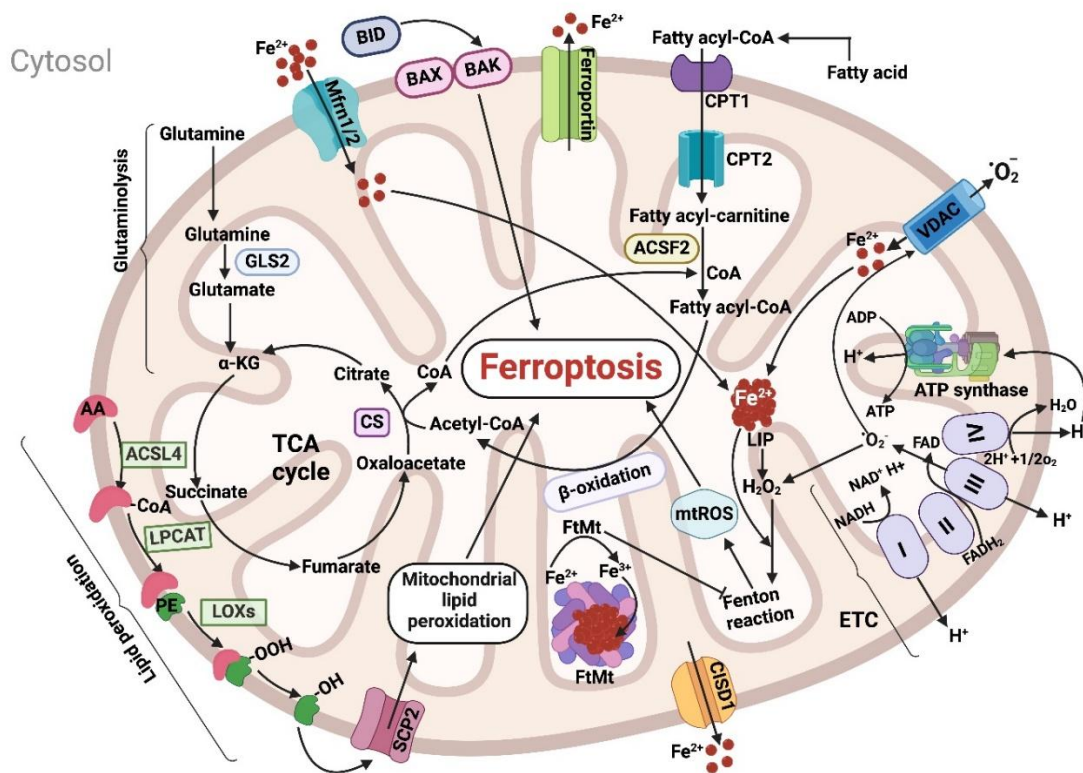 Cytosol
Fe²⁺
BID
BAX
BAK
Mfrn1/2
Fe²⁺
Ferroportin
Fatty acyl-CoA
Fatty acid
CPT1
CPT2
Fatty acyl-carnitine
ACSF2
CoA
Fatty acyl-CoA
·O₂⁻
VDAC
Fe²⁺
Glutaminolysis
Glutamine
Glutamine
GLS2
Glutamate
α-KG
Citrate
CoA
CS
Acetyl-CoA
Oxaloacetate
TCA
cycle
Succinate
Fumarate
Ferroptosis
Fe²⁺
LIP
H₂O₂
ADP
H⁺
ATP
ATP synthase
·O₂⁻
FAD
IV
H₂O
H
2H⁺+1/2o₂
III
NAD⁺ H+
NADH
I
II
FADH₂
H⁺
H⁺
ETC
AA
ACSL4
-CoA
LPCAT
PE
LOXs
-OOH
-OH
Lipid peroxidation
SCP2
Mitochondrial
lipid
peroxidation
β-oxidation
FtMt
Fe²⁺
Fe³⁺
FtMt
mtROS
Fenton
reaction
CISD1
Fe²⁺